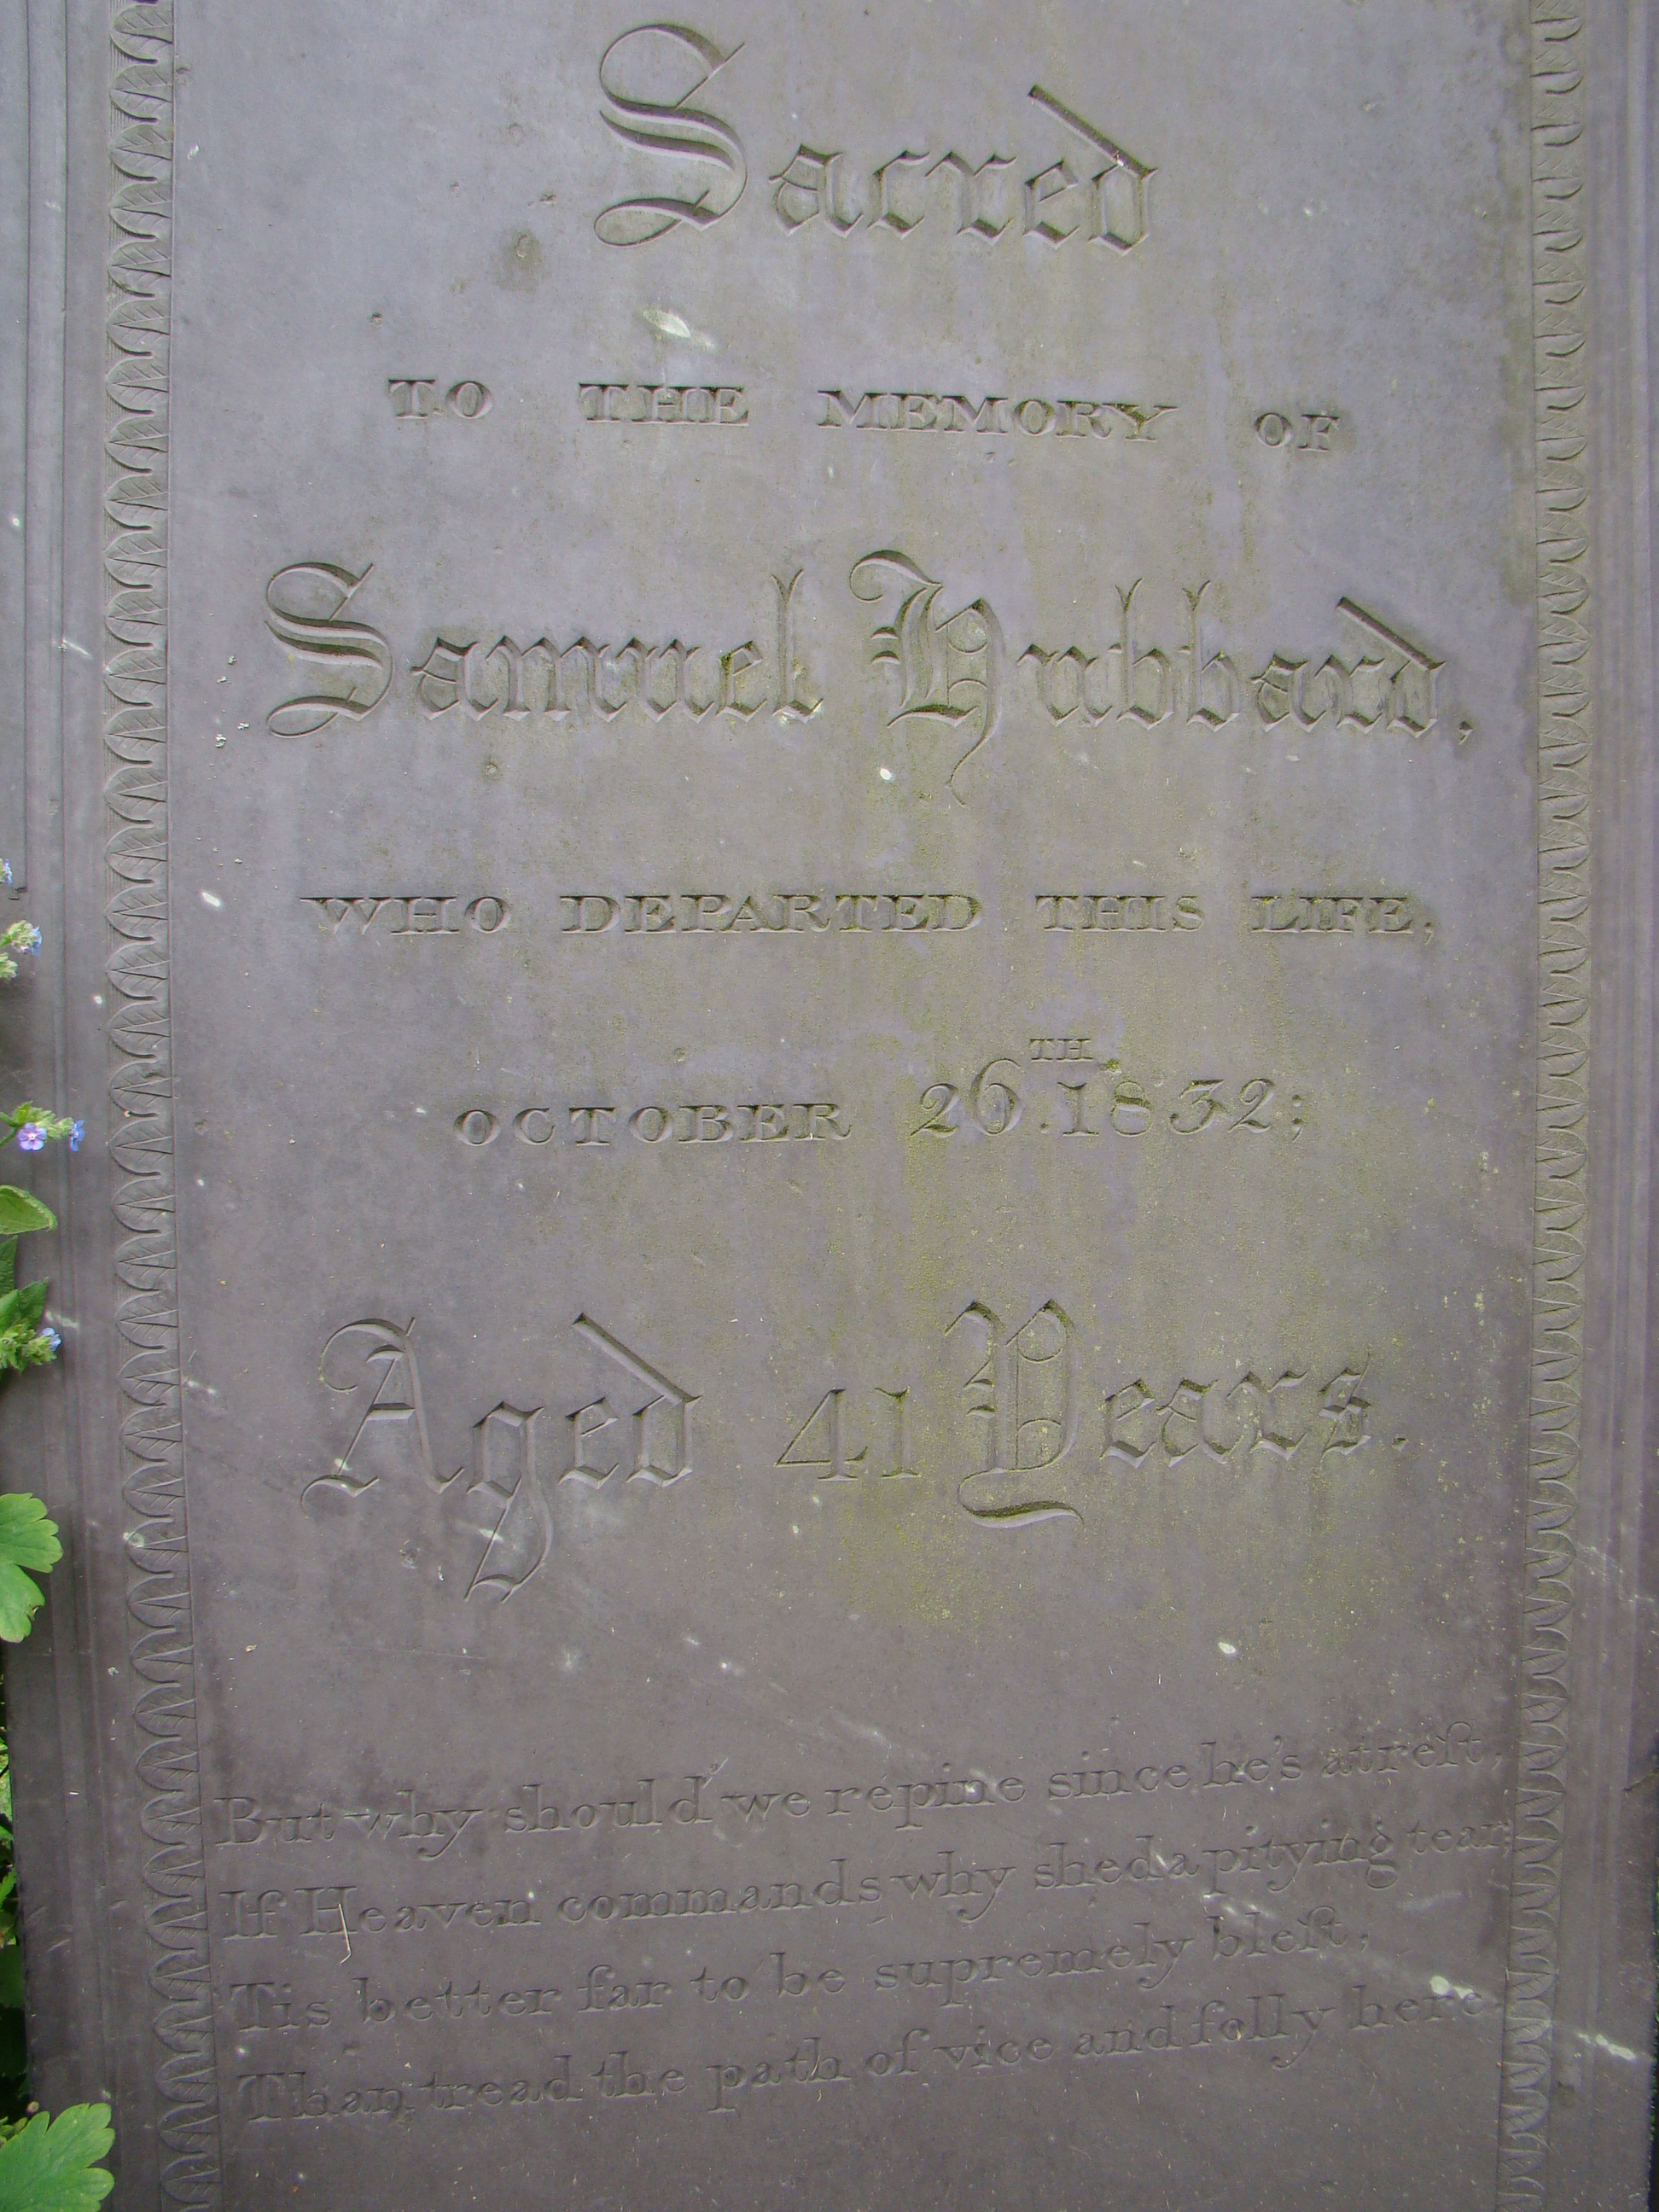 Sacred
TO THE MEMORY OF
Samuel Hubbard,
WHO DEPARTED THIS LIFE,
OCTOBER 26TH. 1832;
Aged 41 Years.
But why should we repine since he's at reſt,
If Heaven commands why shed a pitying tear;
Tis better far to be supremely bleſt,
Than tread the path of vice and folly here.